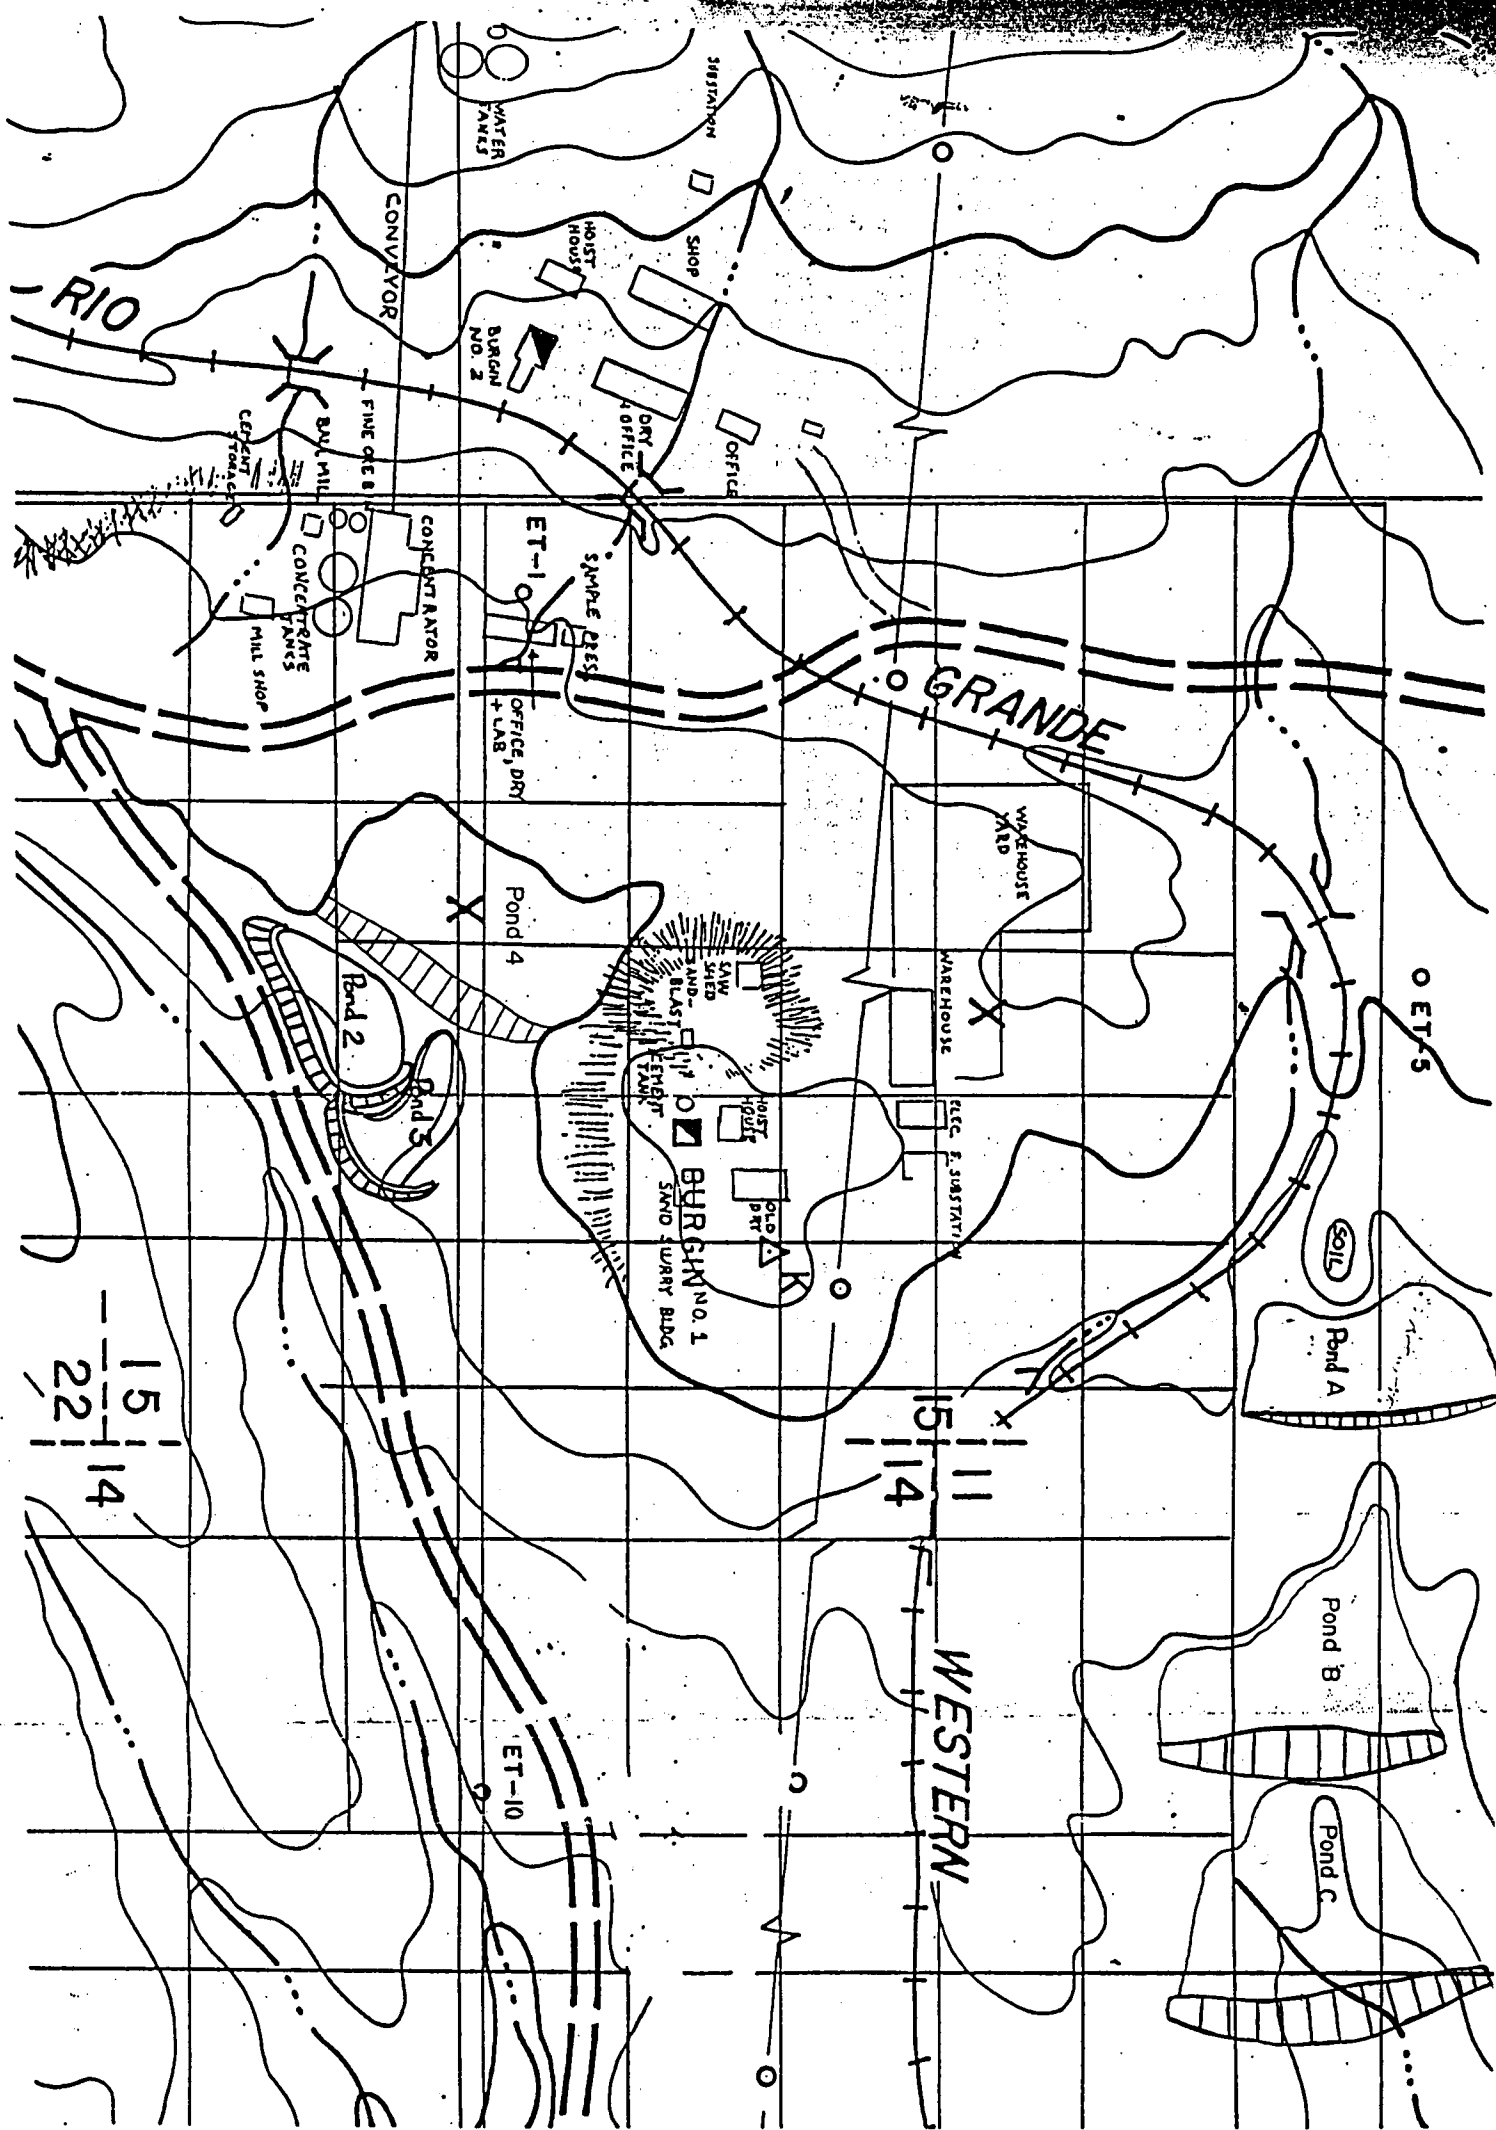 WATER
TANKS
SUBSTATION
CONVEYOR
HOIST
HOUSE
SHOP
RIO
BURGIN
NO. 2
DRY
OFFICE
OFFICE
FINE ORE B
BALL MILL
CEMENT
STORAGE
CONCENTRATOR
CONCENTRATE
TANKS
MILL SHOP
ET-1
SAMPLE PREP
OFFICE, DRY
+ LAB
GRANDE
WAREHOUSE
YARD
WAREHOUSE
ET-5
Pond 4
Pond 2
Pond 3
SAW
SHED
SAND-
BLAST
CEMENT
TANK
HOIST
HOUSE
ELEC.
SUBSTATION
OLD
DRY
K
BURGIN NO. 1
SAND SLURRY BLDG
SOIL
Pond A
15
22
14
15
11
14
Pond B
Pond C
WESTERN
ET-10